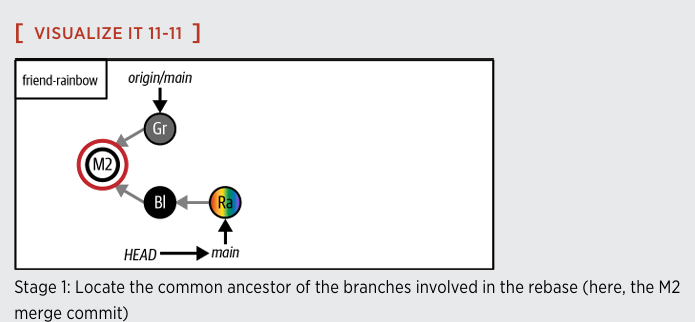 [ VISUALIZE IT 11-11 ]
friend-rainbow
origin/main
Gr
M2
Bl
Ra
HEAD
main
Stage 1: Locate the common ancestor of the branches involved in the rebase (here, the M2
merge commit)